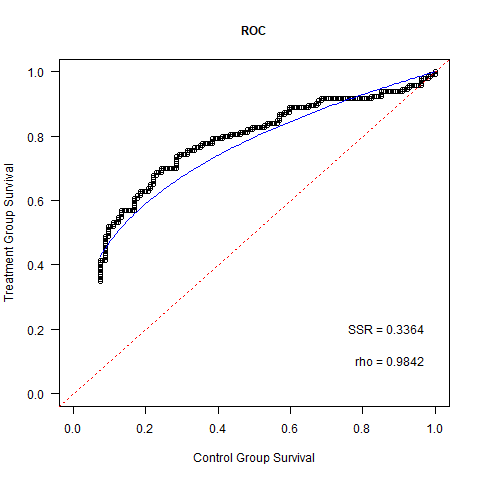 ROC
1.0
0.8
0.6
0.4
0.2
0.0
Treatment Group Survival
SSR = 0.3364
rho = 0.9842
0.0 0.2 0.4 0.6 0.8 1.0
Control Group Survival